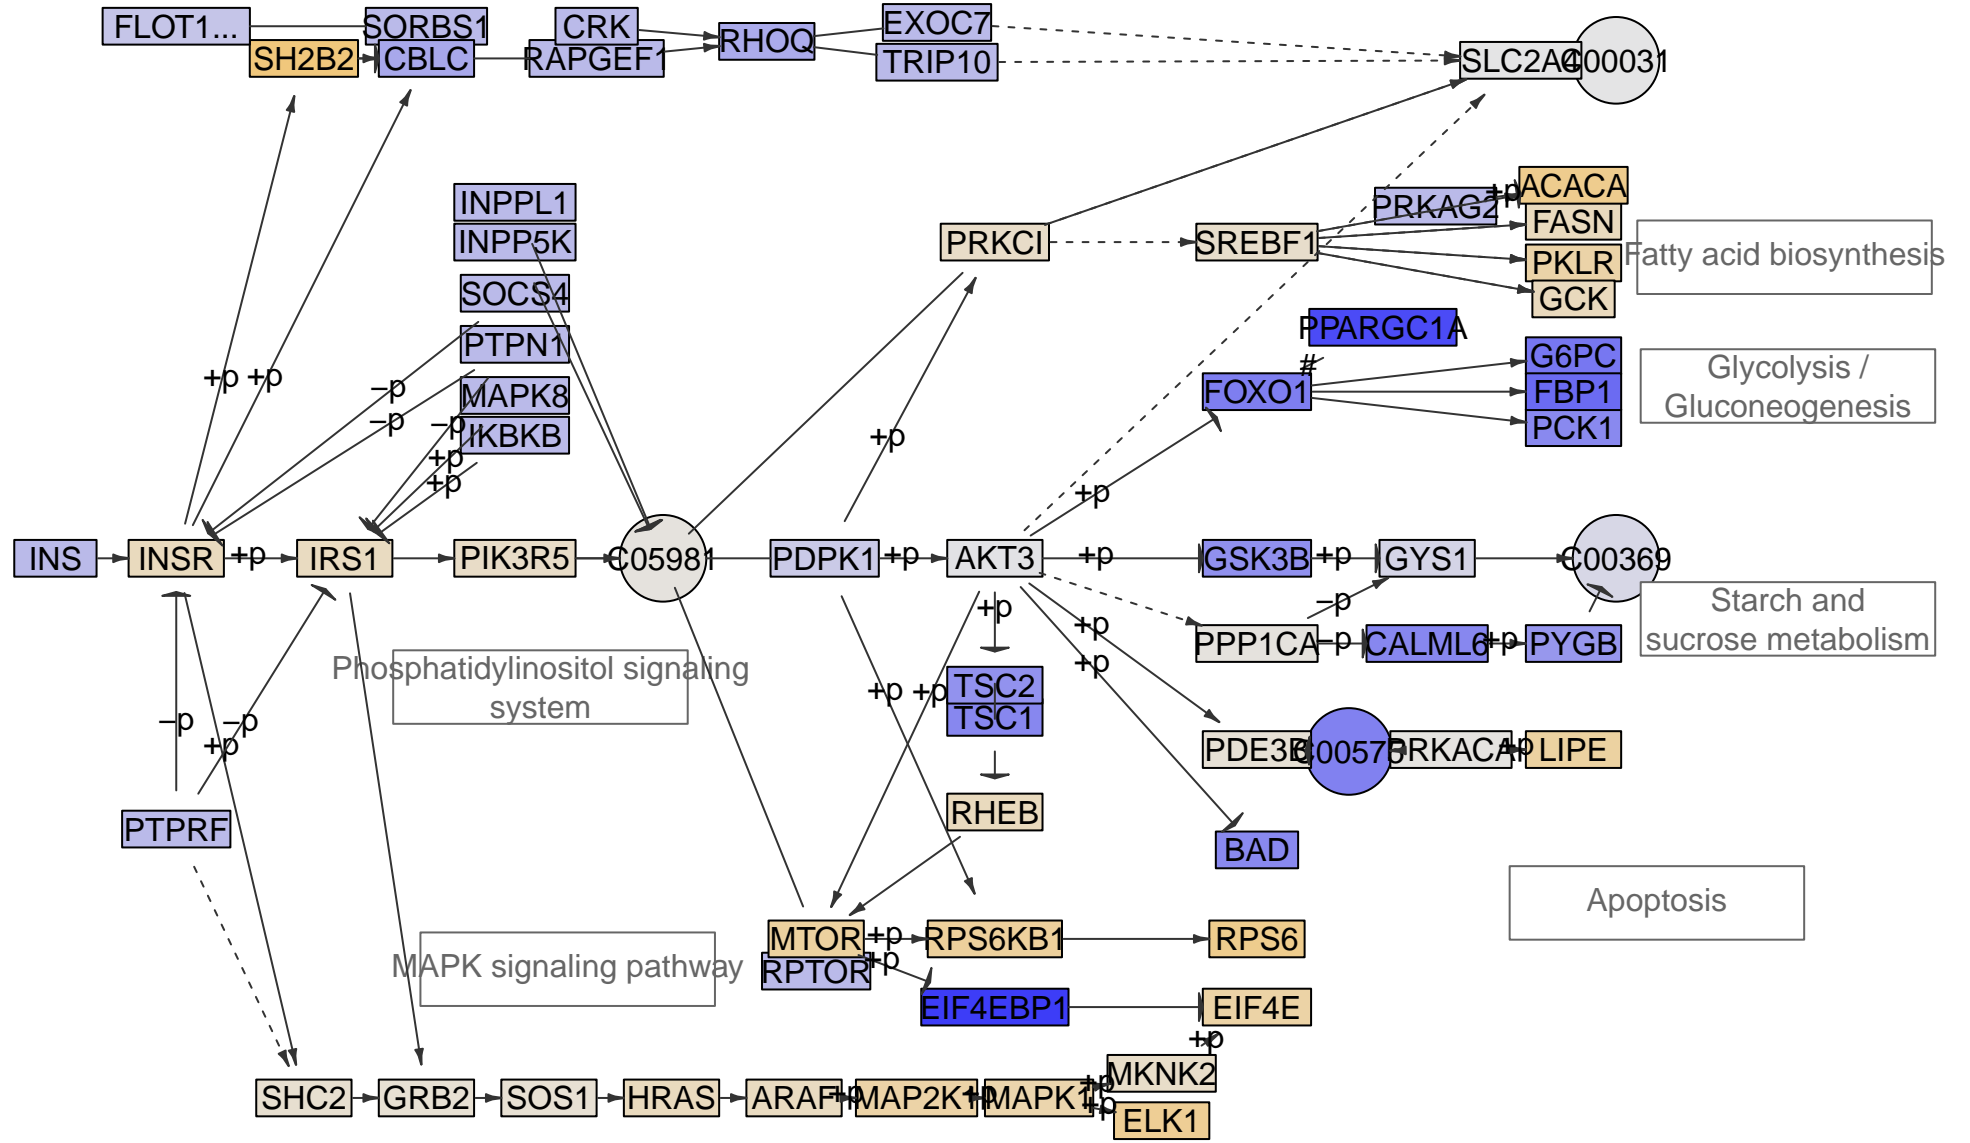 FLOT1...
SORBS1
CRK
EXOC7
SH2B2
CBLC
RAPGEF1
RHOQ
TRIP10
SLC2A4
C00031
INPPL1
INPP5K
SOCS4
PTPN1
MAPK8
IKBKB
PRKCI
SREBF1
PRKAG2
+p
ACACA
FASN
PKLR
GCK
Fatty acid biosynthesis
PPARGC1A
#
FOXO1
G6PC
FBP1
PCK1
Glycolysis /
Gluconeogenesis
+p
+p
−p
−p
−p
+p
+p
+p
+p
INS
INSR
+p
IRS1
PIK3R5
C05981
PDPK1
+p
AKT3
+p
GSK3B
+p
GYS1
C00369
Starch and
sucrose metabolism
+p
+p
+p
−p
PPP1CA
−p
CALML6
+p
PYGB
Phosphatidylinositol signaling
system
+p
+p
TSC2
TSC1
−p
+p
−p
PDE3B
C00575
PRKACA
+p
LIPE
PTPRF
RHEB
BAD
Apoptosis
MTOR
+p
RPS6KB1
RPS6
RPTOR
+p
MAPK signaling pathway
EIF4EBP1
EIF4E
+p
SHC2
GRB2
SOS1
HRAS
ARAF
+p
MAP2K1
+p
MAPK1
+p
+p
MKNK2
ELK1